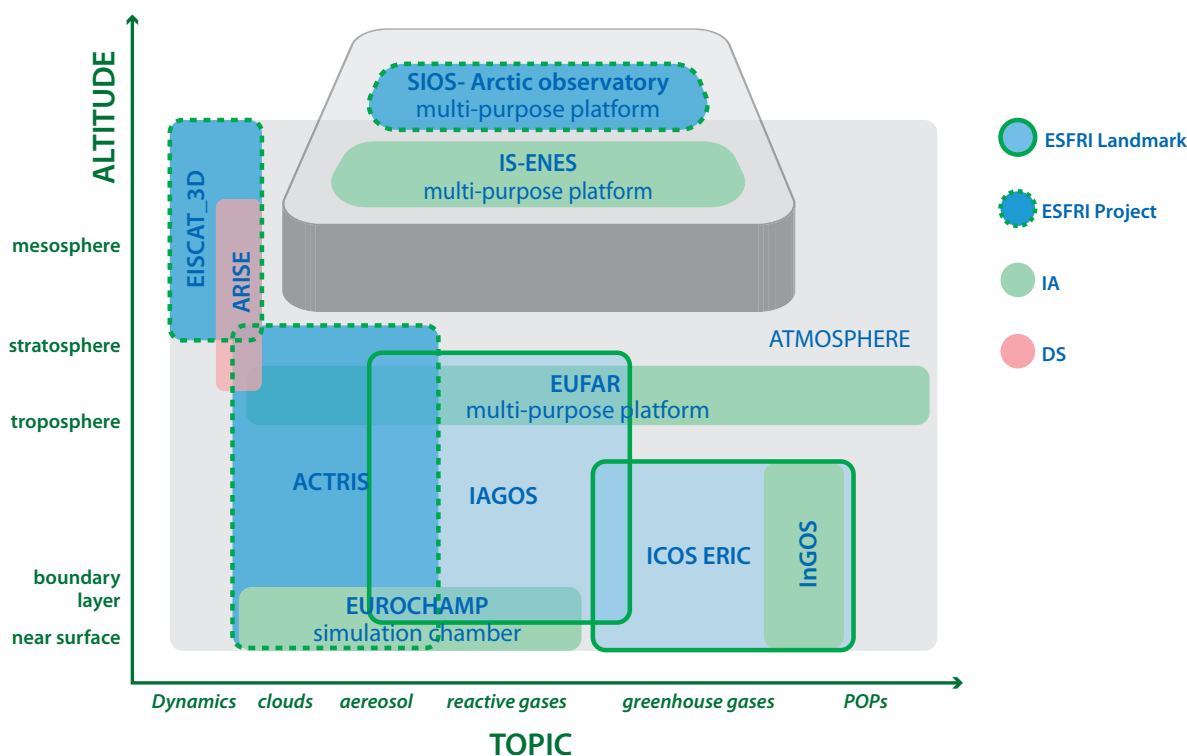 ALTITUDE
SIOS- Arctic observatory
multi-purpose platform
IS-ENES
multi-purpose platform
ESFRI Landmark
ESFRI Project
IA
DS
EISCAT_3D
ARISE
mesosphere
stratosphere
troposphere
boundary
layer
near surface
ATMOSPHERE
EUFAR
multi-purpose platform
ACTRIS
IAGOS
ICOS ERIC
InGOS
EUROCHAMP
simulation chamber
Dynamics
clouds
aereosol
reactive gases
greenhouse gases
POPs
TOPIC